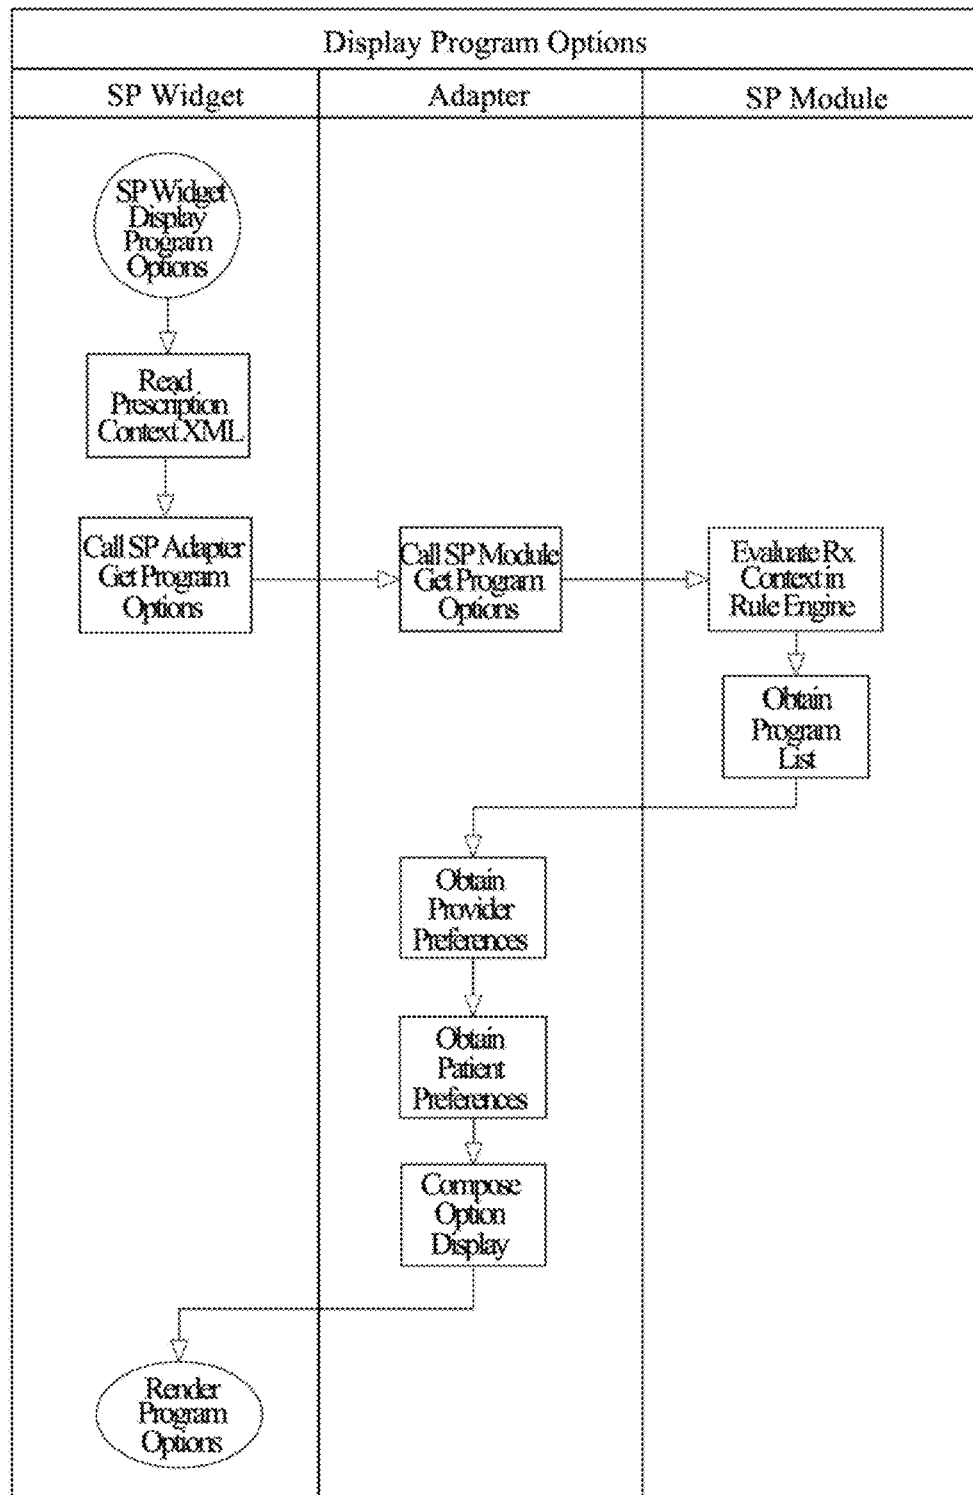 Display Program Options
SP Widget
Adapter
SP Module
SP Widget
Display
Program
Options
Read
Prescription
Context XML
Call SP Adapter
Get Program
Options
Call SP Module
Get Program
Options
Evaluate Rx
Context in
Rule Engine
Obtain
Program
List
Obtain
Provider
Preferences
Obtain
Patient
Preferences
Compose
Option
Display
Render
Program
Options